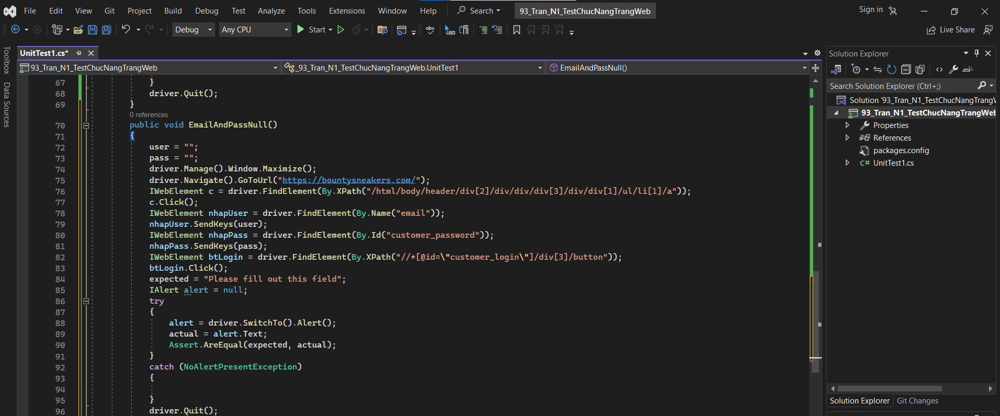 File Edit View Git Project Build Debug Test Analyze Tools Extensions Window Help Search 93_Tran_N1_TestChucNangTrangWeb Sign in
Debug Any CPU Start Live Share
Toolbox
Data Sources
UnitTest1.cs*
93_Tran_N1_TestChucNangTrangWeb _93_Tran_N1_TestChucNangTrangWeb.UnitTest1 EmailAndPassNull()
67 }
68 driver.Quit();
69 }
0 references
70 public void EmailAndPassNull()
71 {
72 user = "";
73 pass = "";
74 driver.Manage().Window.Maximize();
75 driver.Navigate().GoToUrl("https://bountysneakers.com/");
76 IWebElement c = driver.FindElement(By.XPath("/html/body/header/div[2]/div/div/div[3]/div/div[1]/ul/li[1]/a"));
77 c.Click();
78 IWebElement nhapUser = driver.FindElement(By.Name("email"));
79 nhapUser.SendKeys(user);
80 IWebElement nhapPass = driver.FindElement(By.Id("customer_password"));
81 nhapPass.SendKeys(pass);
82 IWebElement btLogin = driver.FindElement(By.XPath("//*[@id=\"customer_login\"]/div[3]/button"));
83 btLogin.Click();
84 expected = "Please fill out this field";
85 IAlert alert = null;
86 try
87 {
88 alert = driver.SwitchTo().Alert();
89 actual = alert.Text;
90 Assert.AreEqual(expected, actual);
91 }
92 catch (NoAlertPresentException)
93 {
94
95 }
96 driver.Quit();
Solution Explorer
Search Solution Explorer (Ctrl+;)
Solution '93_Tran_N1_TestChucNangTrangW
93_Tran_N1_TestChucNangTrangWeb
Properties
References
packages.config
C# UnitTest1.cs
Solution Explorer Git Changes